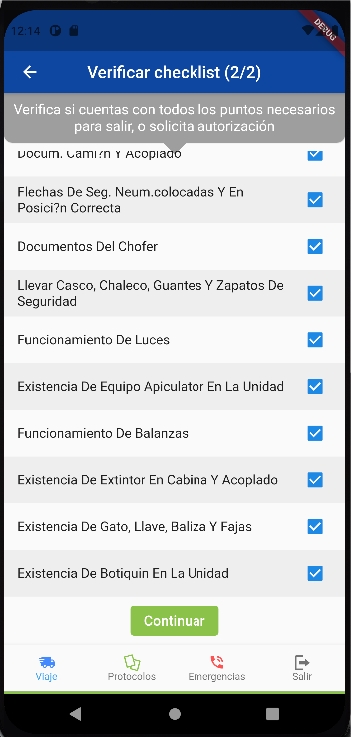 12:14
DEBUG
Verificar checklist (2/2)
Verifica si cuentas con todos los puntos necesarios
para salir, o solicita autorización
Docum. Cami?n Y Acoplado
Flechas De Seg. Neum.colocadas Y En
Posici?n Correcta
Documentos Del Chofer
Llevar Casco, Chaleco, Guantes Y Zapatos De
Seguridad
Funcionamiento De Luces
Existencia De Equipo Apiculator En La Unidad
Funcionamiento De Balanzas
Existencia De Extintor En Cabina Y Acoplado
Existencia De Gato, Llave, Baliza Y Fajas
Existencia De Botiquin En La Unidad
Continuar
Viaje
Protocolos
Emergencias
Salir